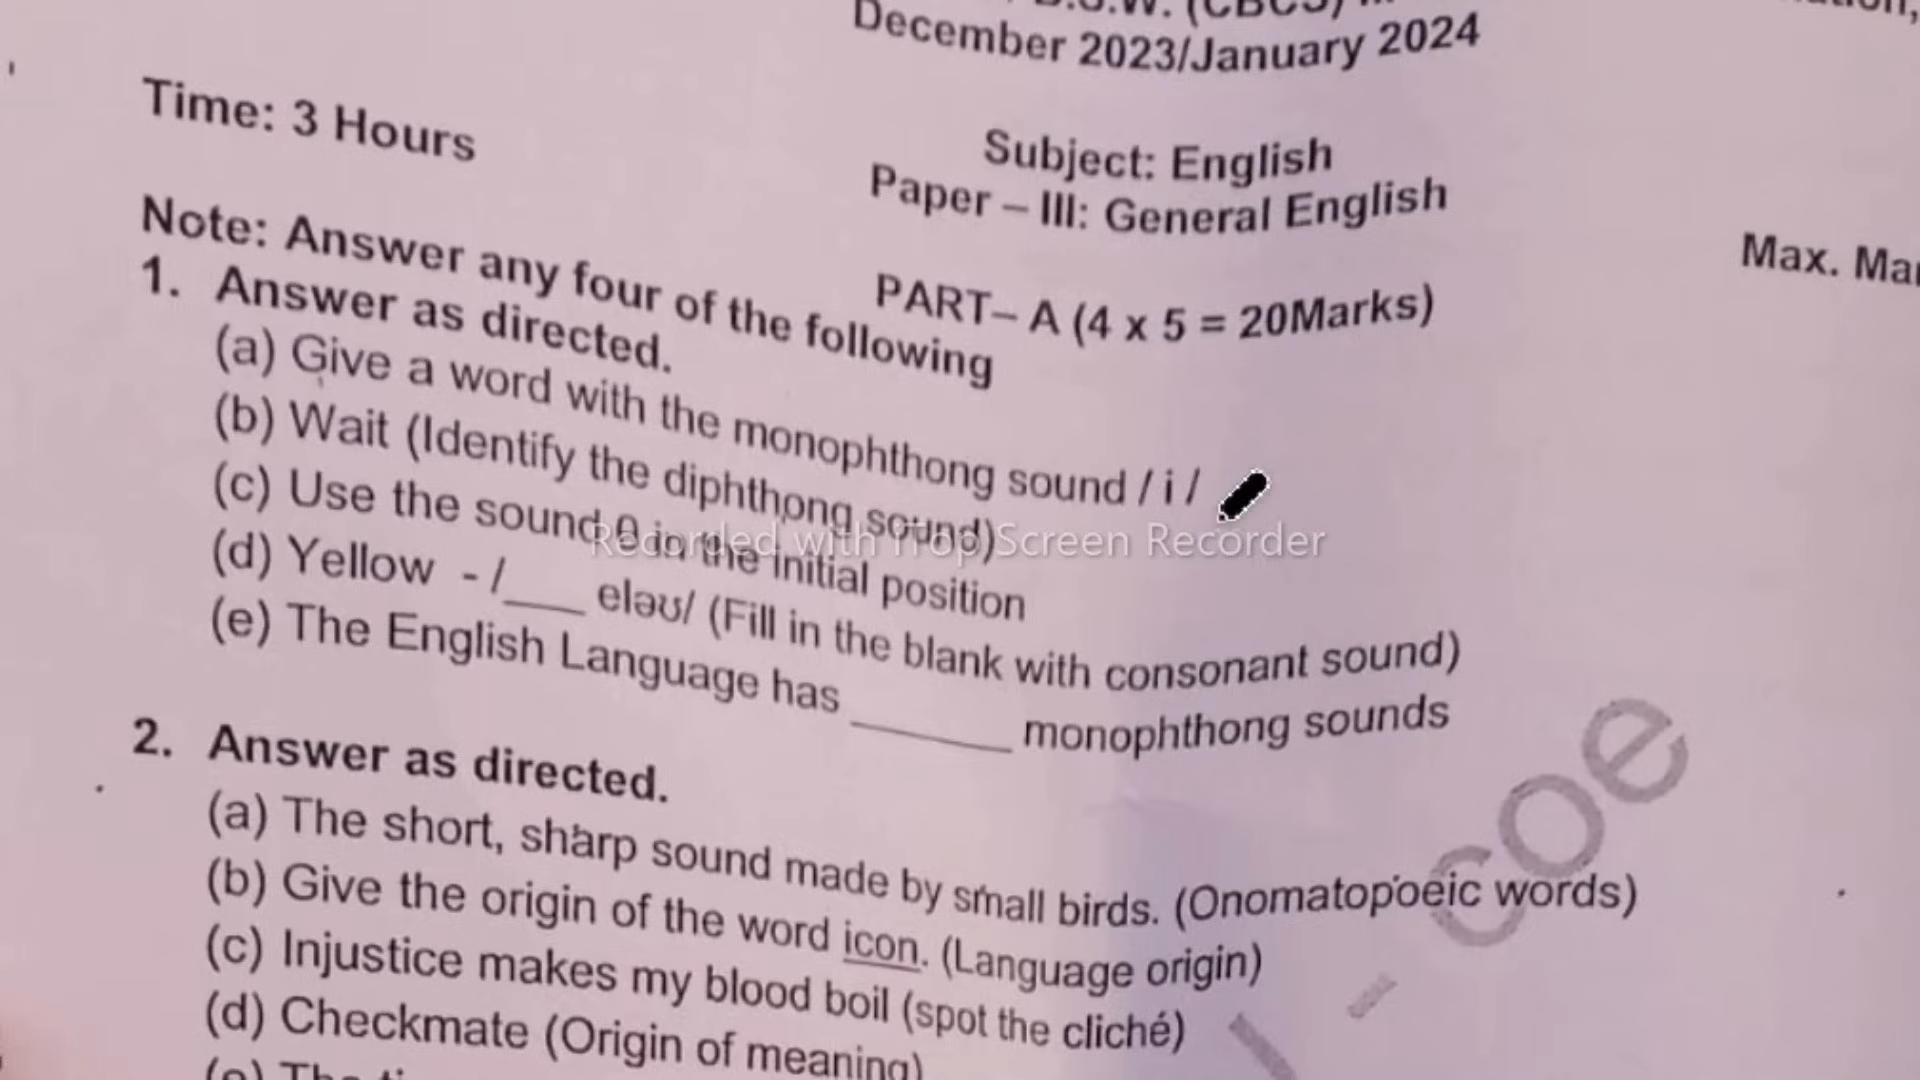 (CBCS)
December 2023/January 2024
Time: 3 Hours
Subject: English
Paper – III: General English
Max.
PART– A (4 x 5 = 20Marks)
Note: Answer any four of the following
1. Answer as directed.
(a) Give a word with the monophthong sound / i /
(b) Wait (Identify the diphthong sound)
(c) Use the sound θ in the initial position
(d) Yellow - /____ eləʊ/ (Fill in the blank with consonant sound)
(e) The English Language has _______ monophthong sounds
Recorded with iTop Screen Recorder
2. Answer as directed.
(a) The short, sharp sound made by small birds. (Onomatopoeic words)
(b) Give the origin of the word icon. (Language origin)
(c) Injustice makes my blood boil (spot the cliché)
(d) Checkmate (Origin of meaning)
- coe